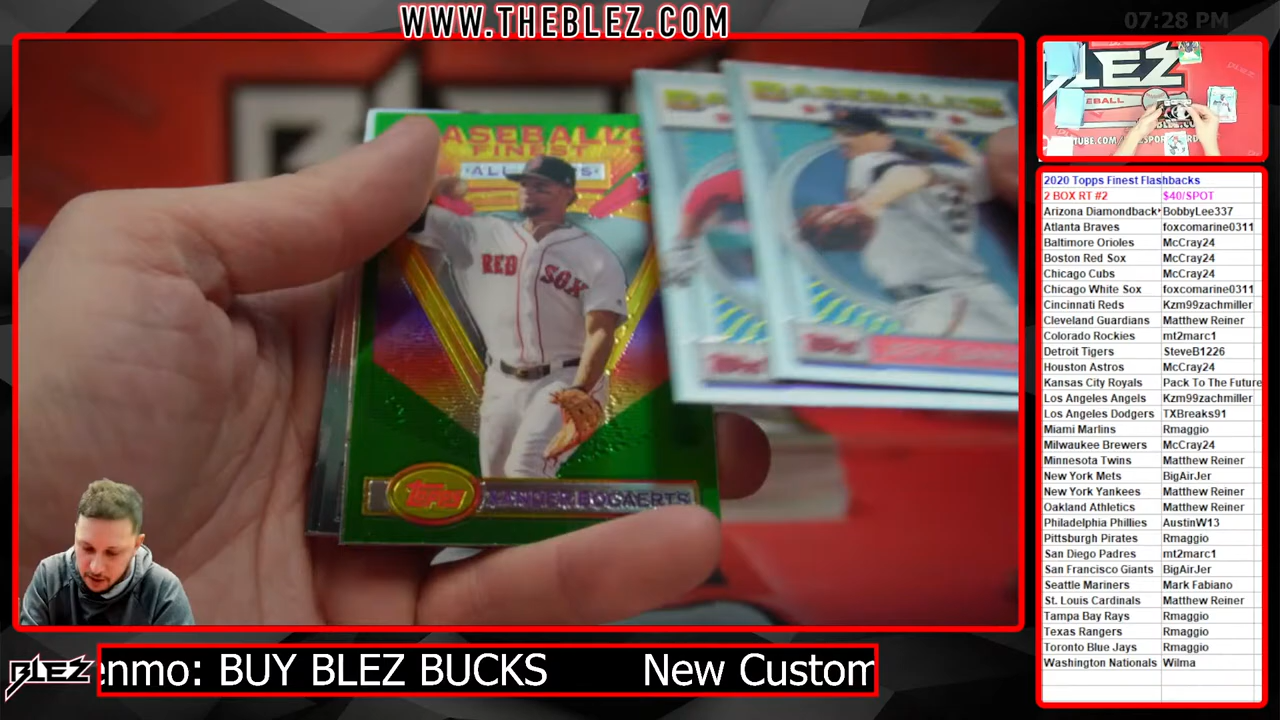 WWW.THEBLEZ.COM
07:28 PM
BASEBALL'S
ASEBALL'S
FINEST
ALL
RED SOX
Topps
XANDER BOGAERTS
LEZ
BASEBALL
2020 Topps Finest Flashbacks
2 BOX RT #2 $40/SPOT
Arizona Diamondback BobbyLee337
Atlanta Braves foxcomarine0311
Baltimore Orioles McCray24
Boston Red Sox McCray24
Chicago Cubs McCray24
Chicago White Sox foxcomarine0311
Cincinnati Reds Kzm99zachmiller
Cleveland Guardians Matthew Reiner
Colorado Rockies mt2marc1
Detroit Tigers SteveB1226
Houston Astros McCray24
Kansas City Royals Pack To The Future
Los Angeles Angels Kzm99zachmiller
Los Angeles Dodgers TXBreaks91
Miami Marlins Rmaggio
Milwaukee Brewers McCray24
Minnesota Twins Matthew Reiner
New York Mets BigAirJer
New York Yankees Matthew Reiner
Oakland Athletics Matthew Reiner
Philadelphia Phillies AustinW13
Pittsburgh Pirates Rmaggio
San Diego Padres mt2marc1
San Francisco Giants BigAirJer
Seattle Mariners Mark Fabiano
St. Louis Cardinals Matthew Reiner
Tampa Bay Rays Rmaggio
Texas Rangers Rmaggio
Toronto Blue Jays Rmaggio
Washington Nationals Wilma
BLEZ
enmo: BUY BLEZ BUCKS New Custom